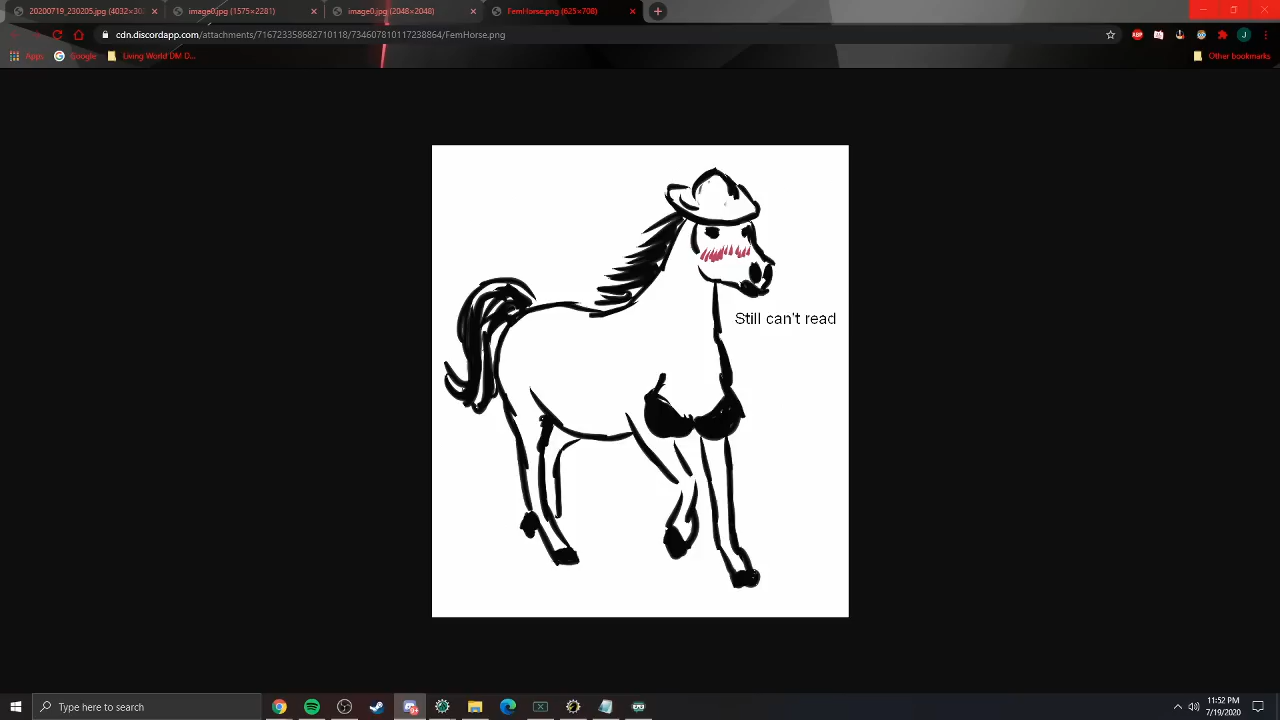 20200719_230205.jpg (4032×302
image0.jpg (1575×2281)
image0.jpg (2048×2048)
FemHorse.png (625×708)
cdn.discordapp.com/attachments/716723358682710118/734607810117238864/FemHorse.png
ABP
J
Apps
Google
Living World DM D...
Other bookmarks
Still can't read
Type here to search
11:52 PM
7/19/2020